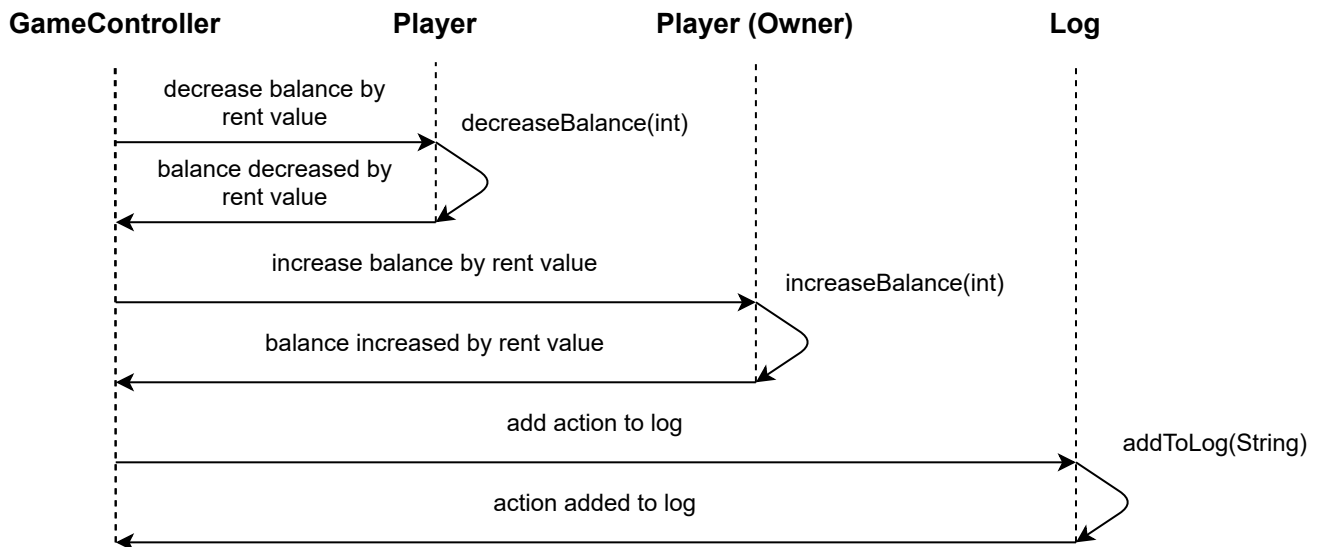 GameController Player Player (Owner) Log
decrease balance by
rent value
decreaseBalance(int)
balance decreased by
rent value
increase balance by rent value
increaseBalance(int)
balance increased by rent value
add action to log
addToLog(String)
action added to log